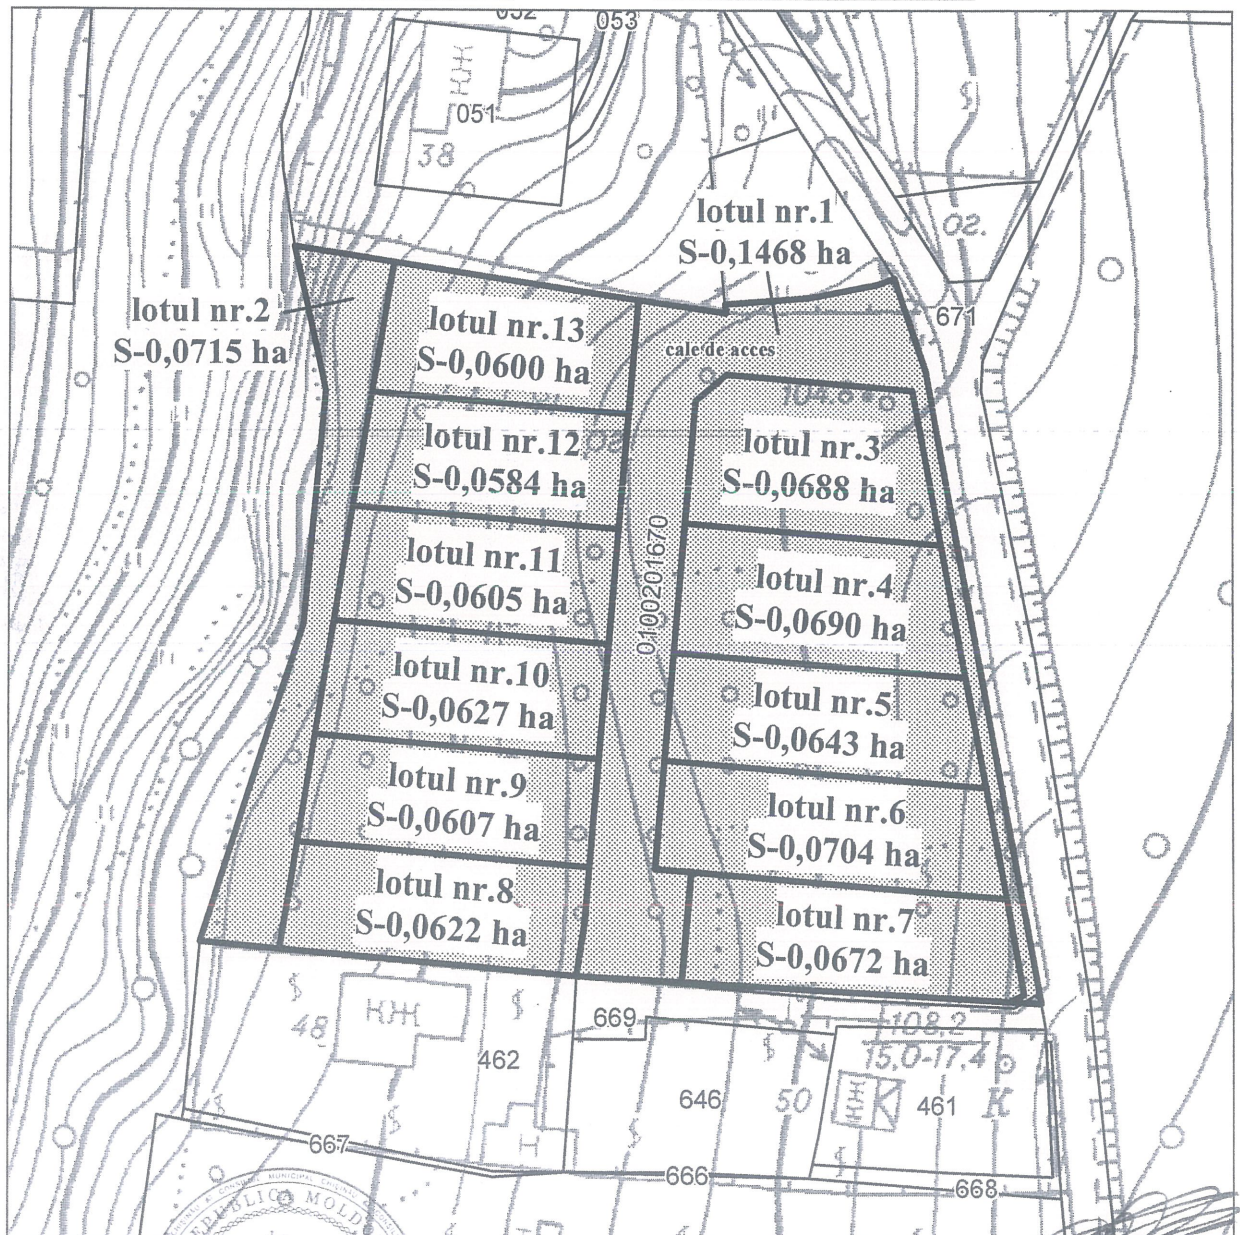 053
КЖ
051
38
lotul nr.1
S-0,1468 ha
02.
671
lotul nr.2
S-0,0715 ha
lotul nr.13
S-0,0600 ha
cale de acces
104.
lotul nr.12
S-0,0584 ha
lotul nr.3
S-0,0688 ha
lotul nr.11
S-0,0605 ha
0100201670
lotul nr.4
S-0,0690 ha
lotul nr.10
S-0,0627 ha
lotul nr.5
S-0,0643 ha
lotul nr.9
S-0,0607 ha
lotul nr.6
S-0,0704 ha
lotul nr.8
S-0,0622 ha
lotul nr.7
S-0,0672 ha
48
КЖ
669
108,2
15,0-17,4
462
646
50
КЖ
К
461
К
Н
667
666
668
REPUBLICA MOLD